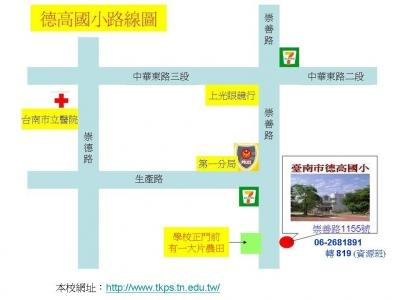 德高國小路線圖
崇善路
7-ELEVEN
中華東路三段
中華東路二段
上光眼鏡行
台南市立醫院
崇德路
崇善路
第一分局
POLICE
生產路
7-ELEVEN
臺南市德高國小
崇善路1155號
06-2681891
轉 819 (資源班)
學校正門前
有一大片農田
本校網址：http://www.tkps.tn.edu.tw/